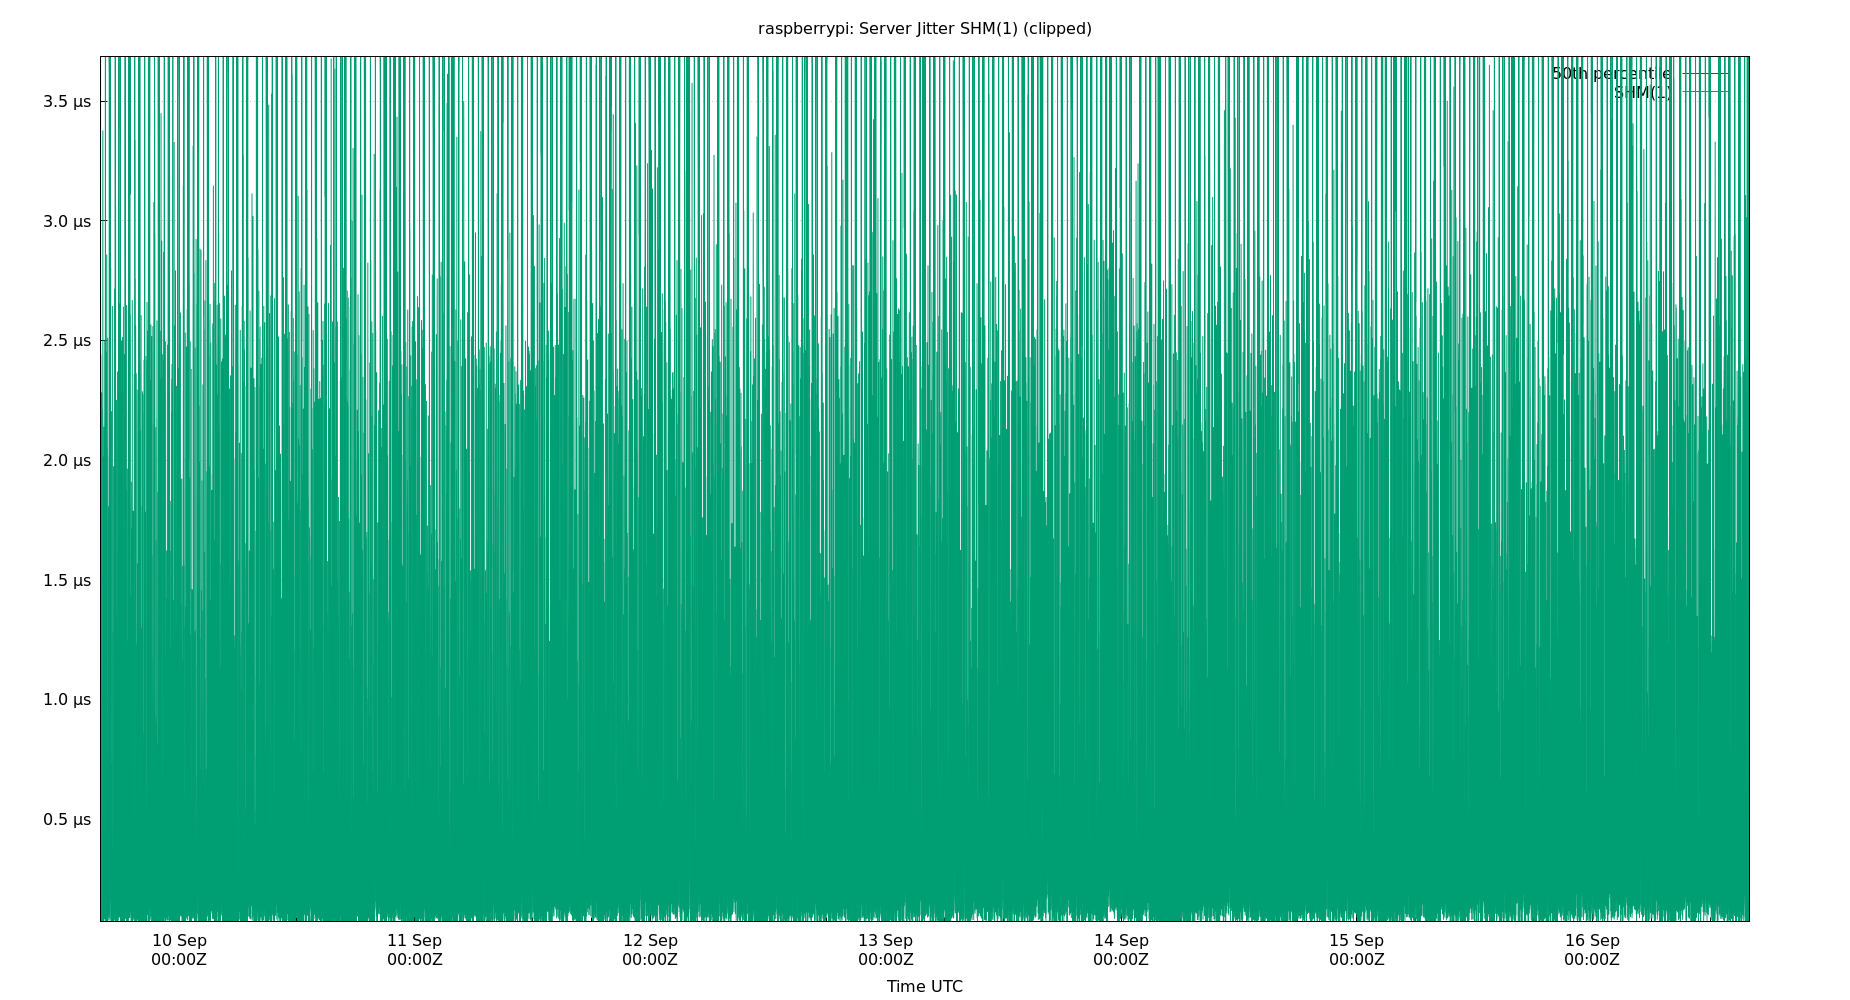 raspberrypi: Server Jitter SHM(1) (clipped)
50th percentile
SHM(1)
3.5 µs
3.0 µs
2.5 µs
2.0 µs
1.5 µs
1.0 µs
0.5 µs
10 Sep 11 Sep 12 Sep 13 Sep 14 Sep 15 Sep 16 Sep
00:00Z 00:00Z 00:00Z 00:00Z 00:00Z 00:00Z 00:00Z
Time UTC